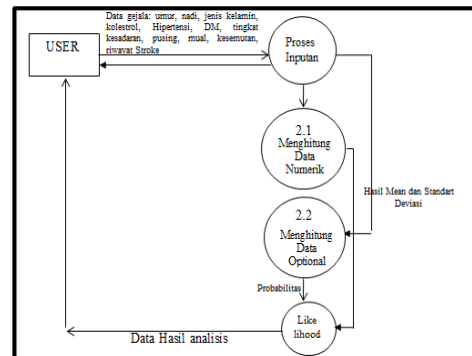 Data gejala: umur, nadi, jenis kelamin,
kolestrol, Hipertensi, DM, tingkat
kesadaran, pusing, mual, kesemutan,
riwayat Stroke
USER
Proses
Inputan
2.1
Menghitung
Data
Numerik
Hasil Mean dan Standart
Deviasi
2.2
Menghitung
Data
Optional
Probabilitas
Like
lihood
Data Hasil analisis